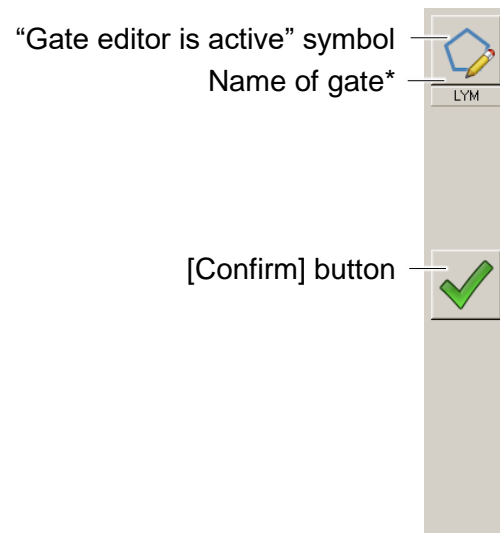 “Gate editor is active” symbol
Name of gate*
LYM
[Confirm] button